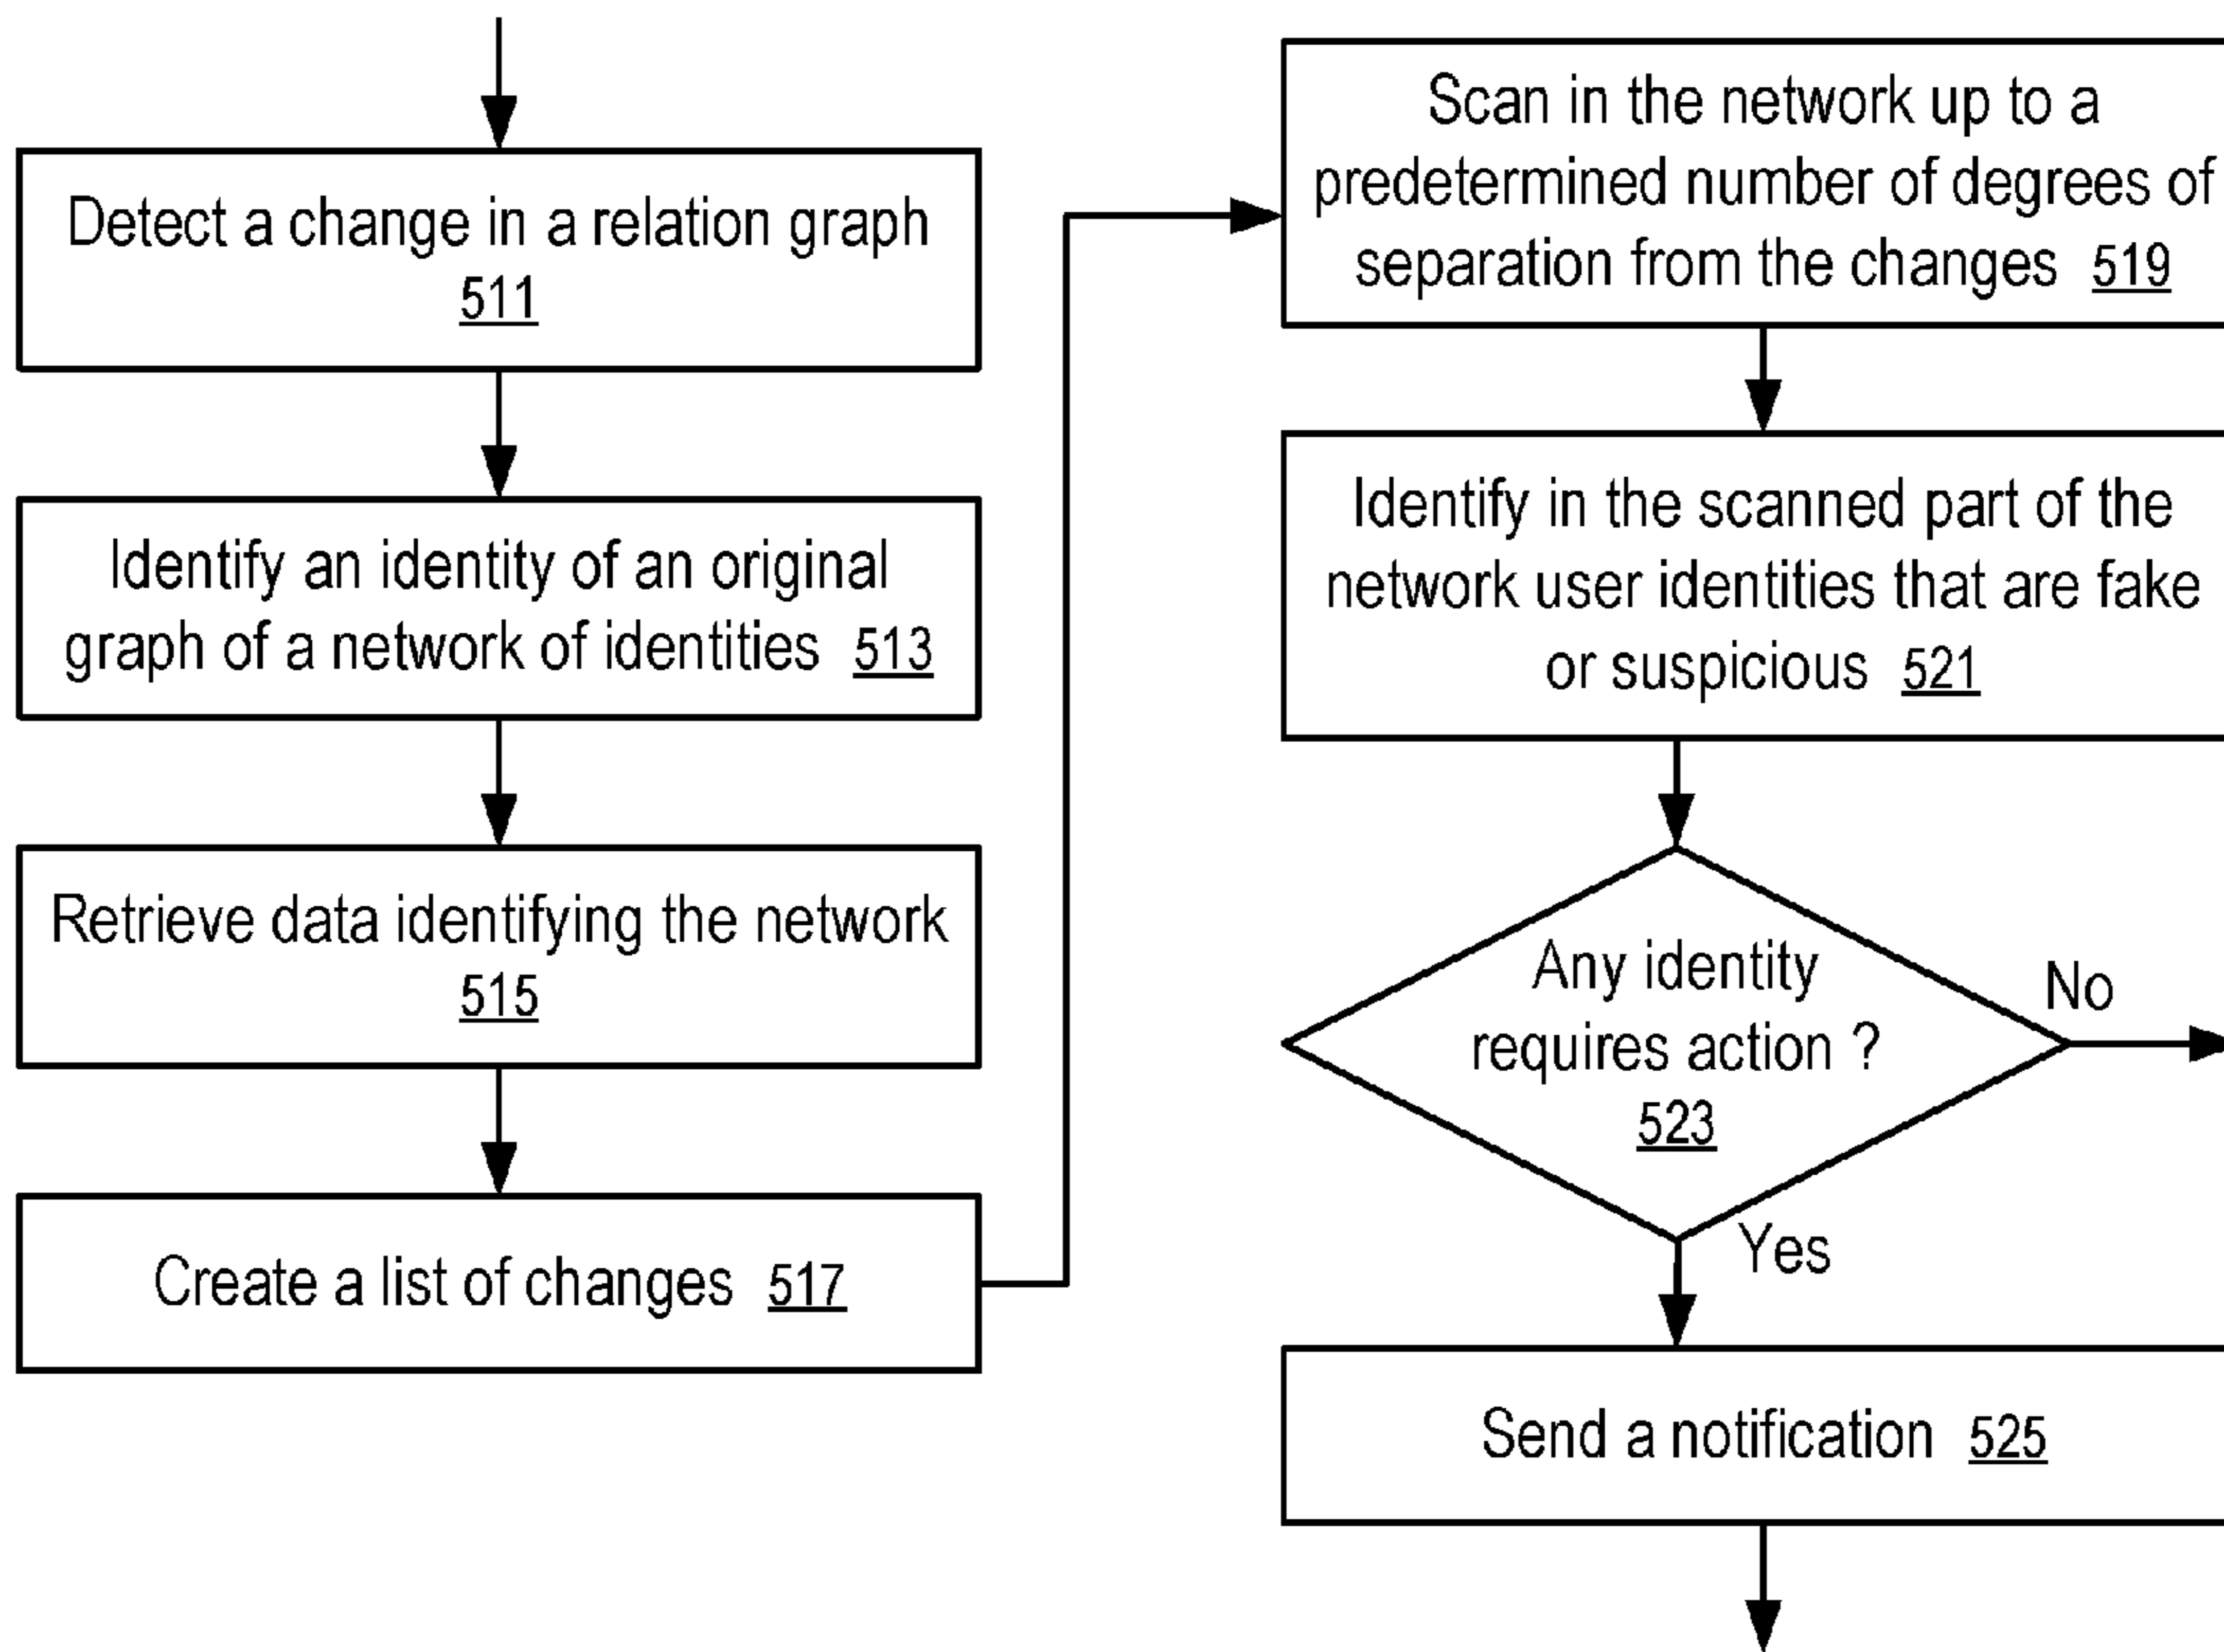 Detect a change in a relation graph
511
Identify an identity of an original
graph of a network of identities 513
Retrieve data identifying the network
515
Create a list of changes 517
Scan in the network up to a
predetermined number of degrees of
separation from the changes 519
Identify in the scanned part of the
network user identities that are fake
or suspicious 521
Any identity
requires action ?
523
No
Yes
Send a notification 525